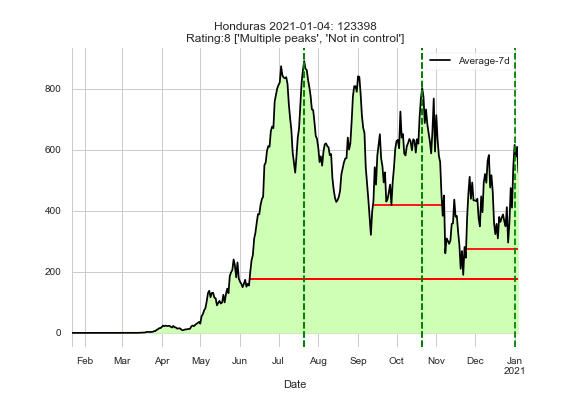 Honduras 2021-01-04: 123398
Rating:8 ['Multiple peaks', 'Not in control']
Average-7d
800
600
400
200
0
Feb Mar Apr May Jun Jul Aug Sep Oct Nov Dec Jan
2021
Date